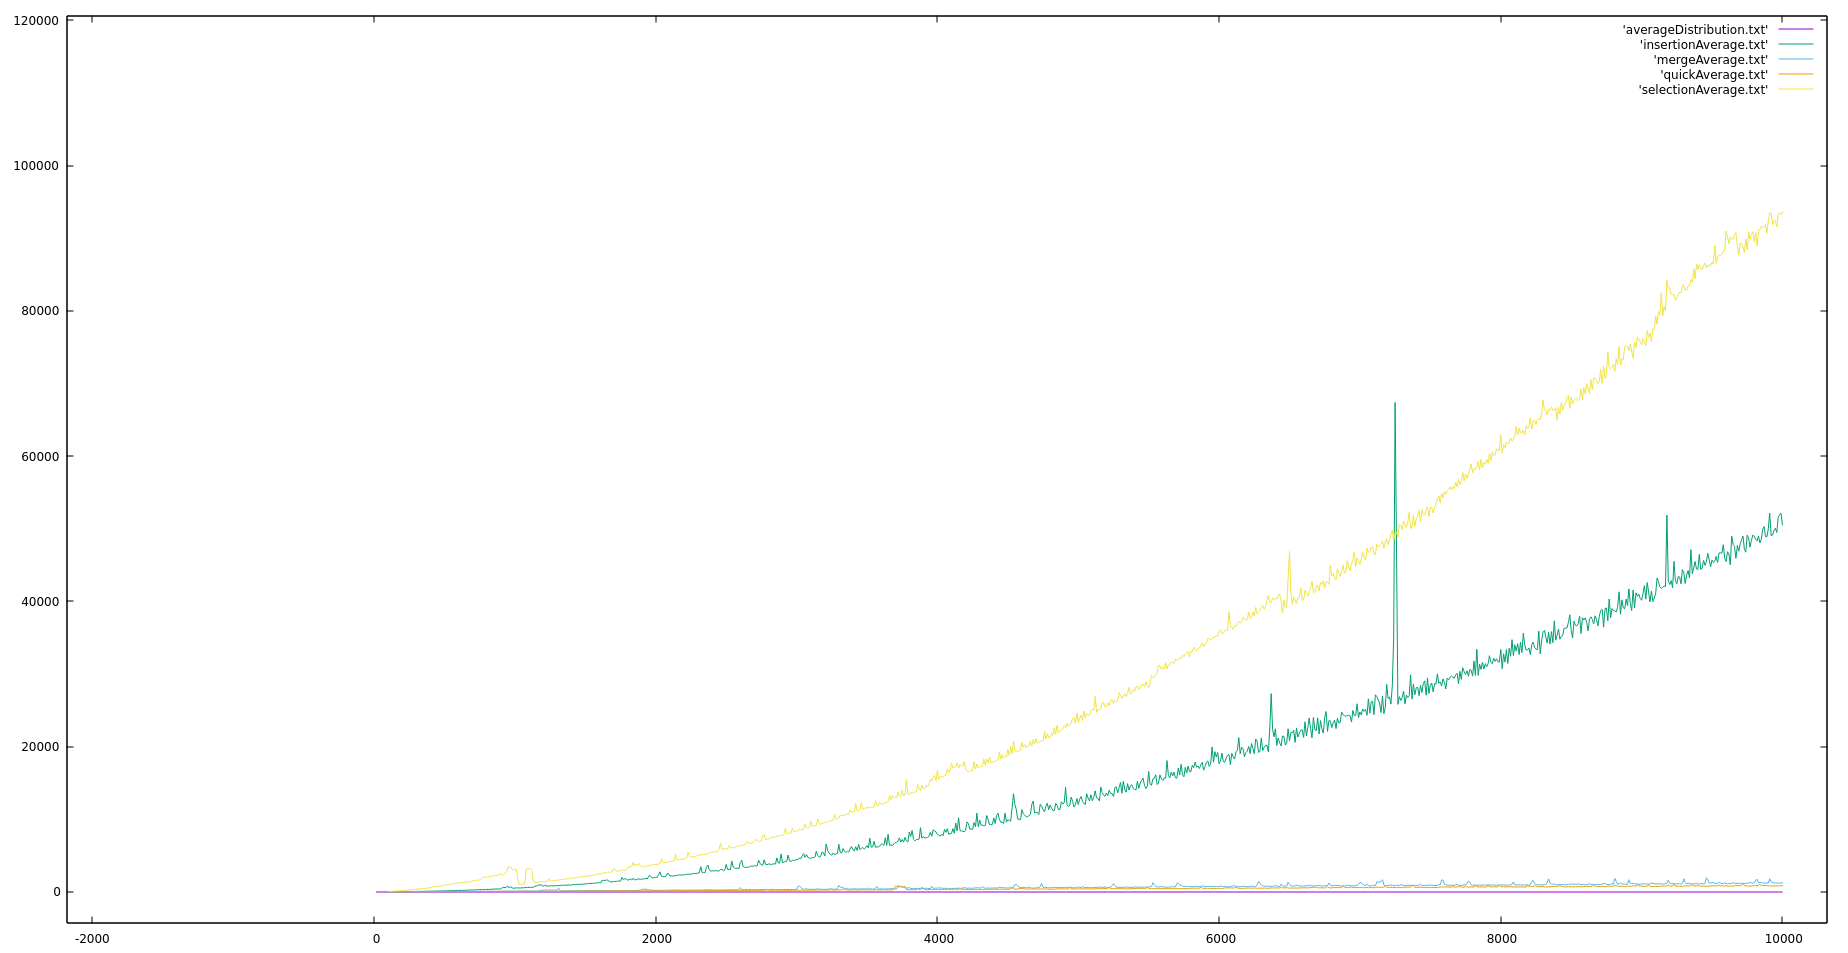 120000
100000
80000
60000
40000
20000
0
-2000
0
2000
4000
6000
8000
10000
'averageDistribution.txt'
'insertionAverage.txt'
'mergeAverage.txt'
'quickAverage.txt'
'selectionAverage.txt'